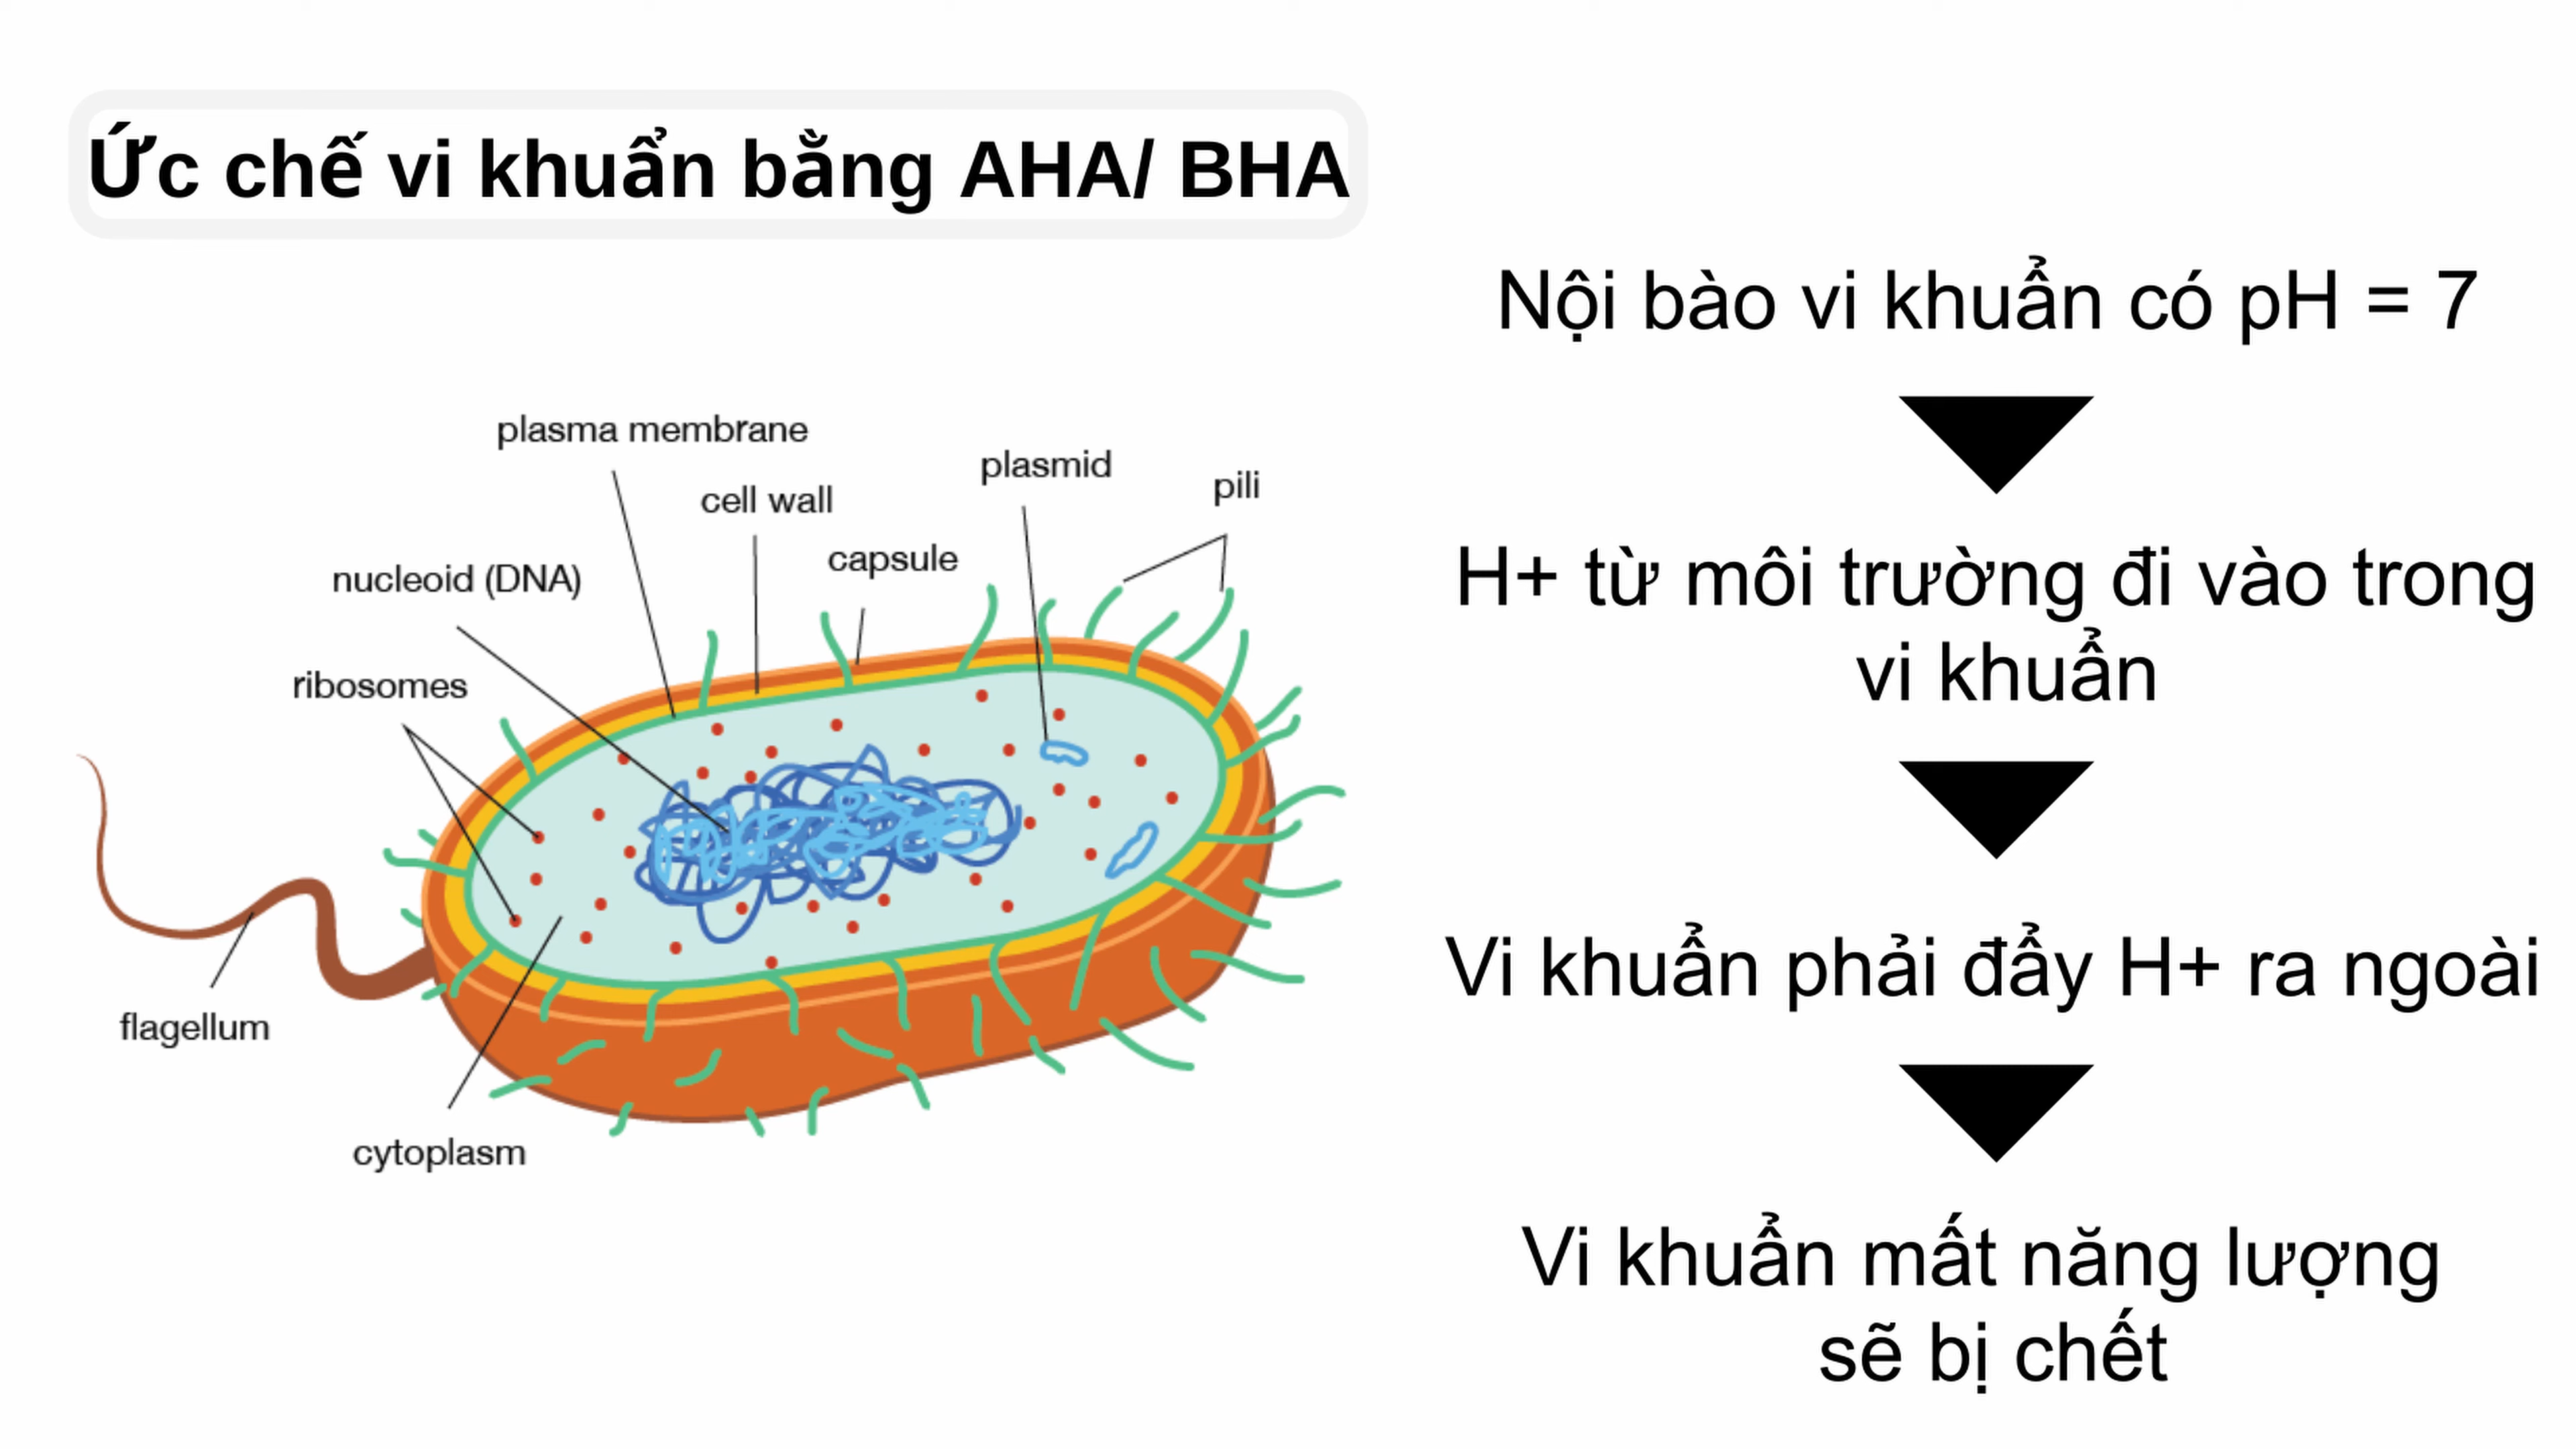 Ức chế vi khuẩn bằng AHA/ BHA
plasma membrane
cell wall
plasmid
pili
capsule
nucleoid (DNA)
ribosomes
flagellum
cytoplasm
Nội bào vi khuẩn có pH = 7
H+ từ môi trường đi vào trong
vi khuẩn
Vi khuẩn phải đẩy H+ ra ngoài
Vi khuẩn mất năng lượng
sẽ bị chết